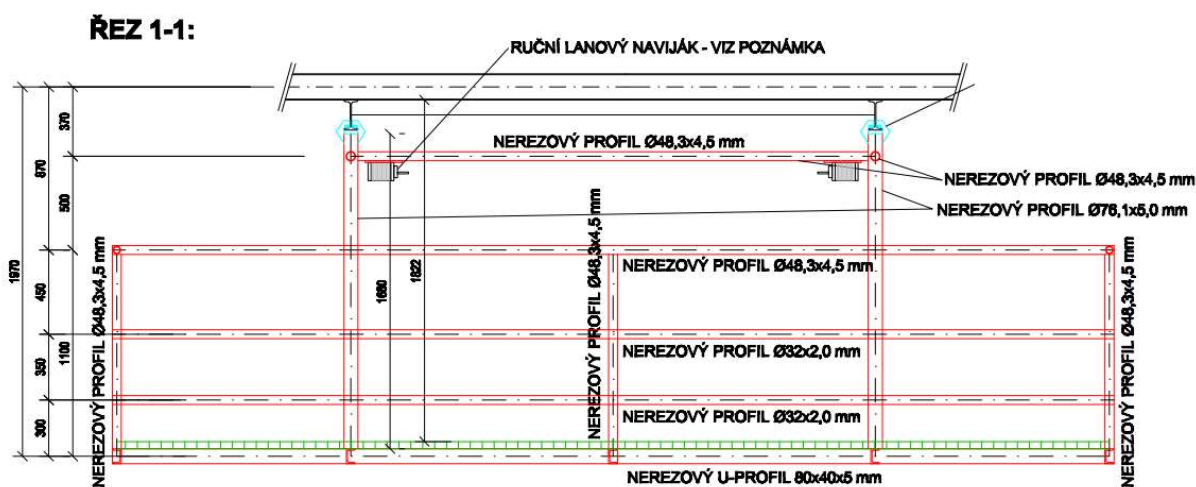 ŘEZ 1-1:
RUČNÍ LANOVÝ NAVIJÁK - VIZ POZNÁMKA
NEREZOVÝ PROFIL Ø48,3x4,5 mm
NEREZOVÝ PROFIL Ø48,3x4,5 mm
NEREZOVÝ PROFIL Ø76,1x5,0 mm
1970
370
870
500
450
350
1100
300
NEREZOVÝ PROFIL Ø48,3x4,5 mm
1680
1822
NEREZOVÝ PROFIL Ø48,3x4,5 mm
NEREZOVÝ PROFIL Ø48,3x4,5 mm
NEREZOVÝ PROFIL Ø32x2,0 mm
NEREZOVÝ PROFIL Ø32x2,0 mm
NEREZOVÝ PROFIL Ø48,3x4,5 mm
NEREZOVÝ U-PROFIL 80x40x5 mm